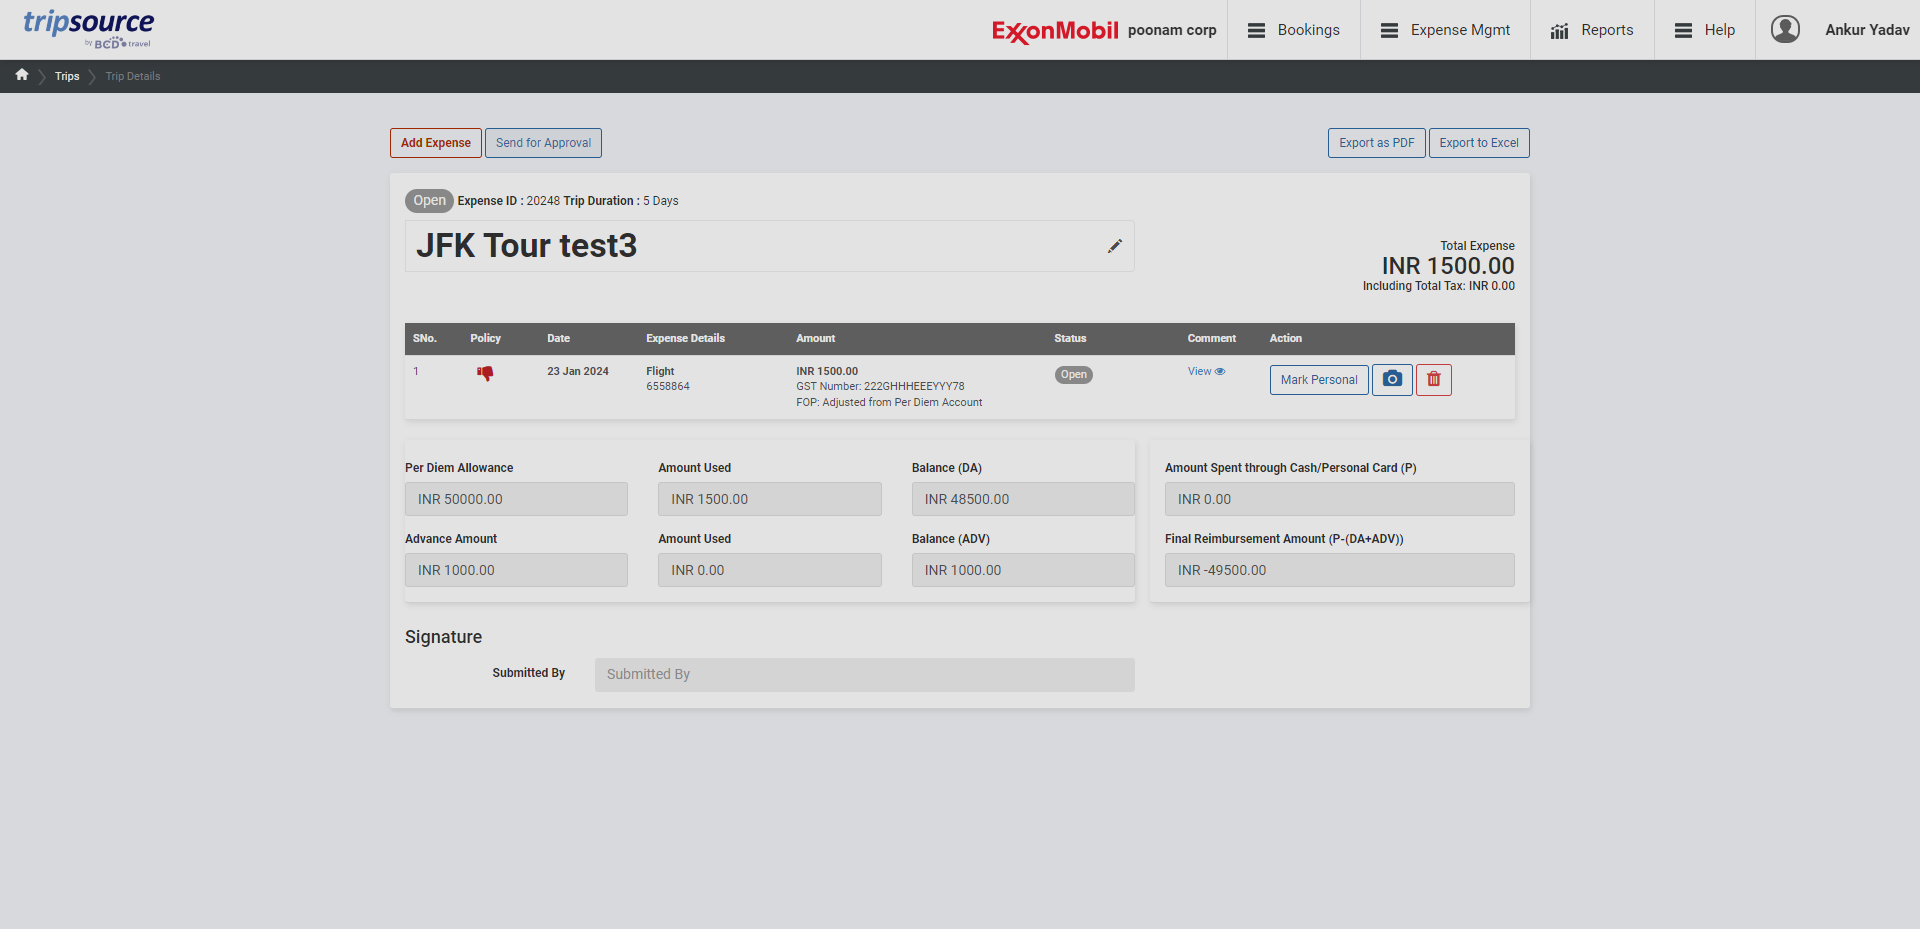 tripsource
by BCD travel
ExxonMobil poonam corp
Bookings
Expense Mgmt
Reports
Help
Ankur Yadav
Trips
Trip Details
Add Expense
Send for Approval
Export as PDF
Export to Excel
Open Expense ID : 20248 Trip Duration : 5 Days
JFK Tour test3
Total Expense
INR 1500.00
Including Total Tax: INR 0.00
SNo. Policy Date Expense Details Amount Status Comment Action
1 23 Jan 2024 Flight INR 1500.00 Open View Mark Personal
6558864 GST Number: 222GHHHEEEYYY78
FOP: Adjusted from Per Diem Account
Per Diem Allowance Amount Used Balance (DA) Amount Spent through Cash/Personal Card (P)
INR 50000.00 INR 1500.00 INR 48500.00 INR 0.00
Advance Amount Amount Used Balance (ADV) Final Reimbursement Amount (P-(DA+ADV))
INR 1000.00 INR 0.00 INR 1000.00 INR -49500.00
Signature
Submitted By Submitted By